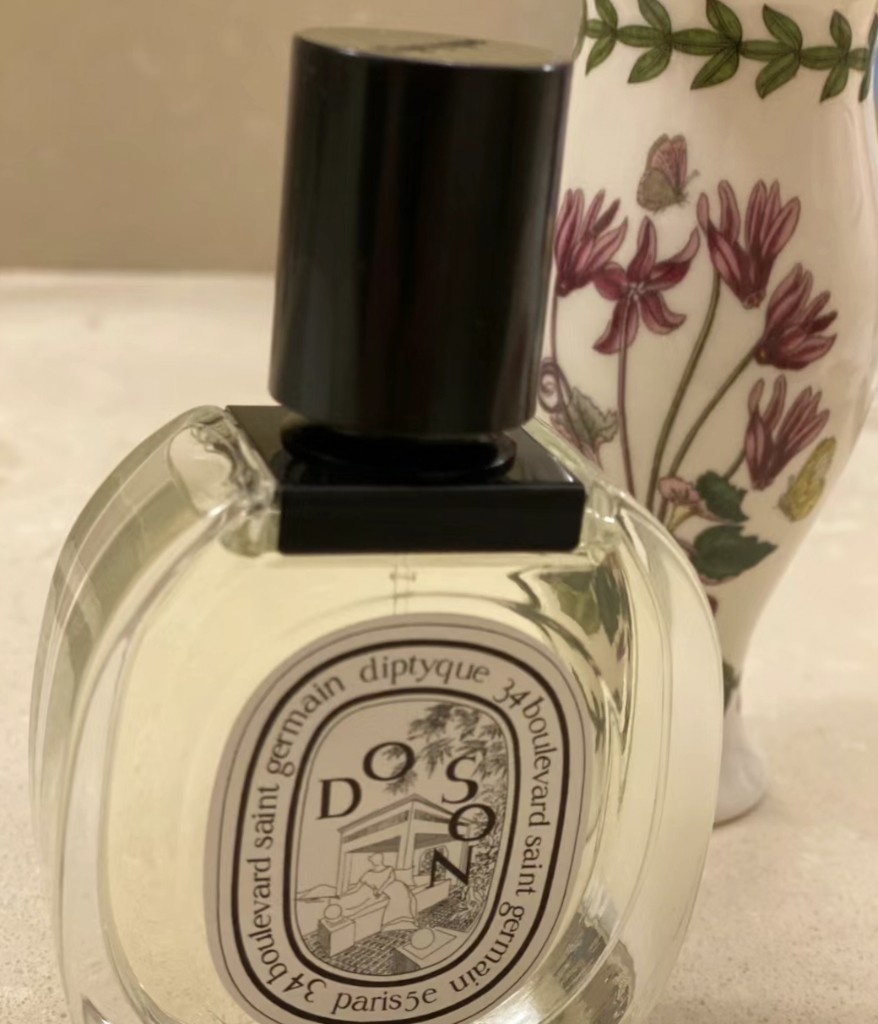 diptyque 34 boulevard saint germain paris5e 34 boulevard saint germain
DO SON